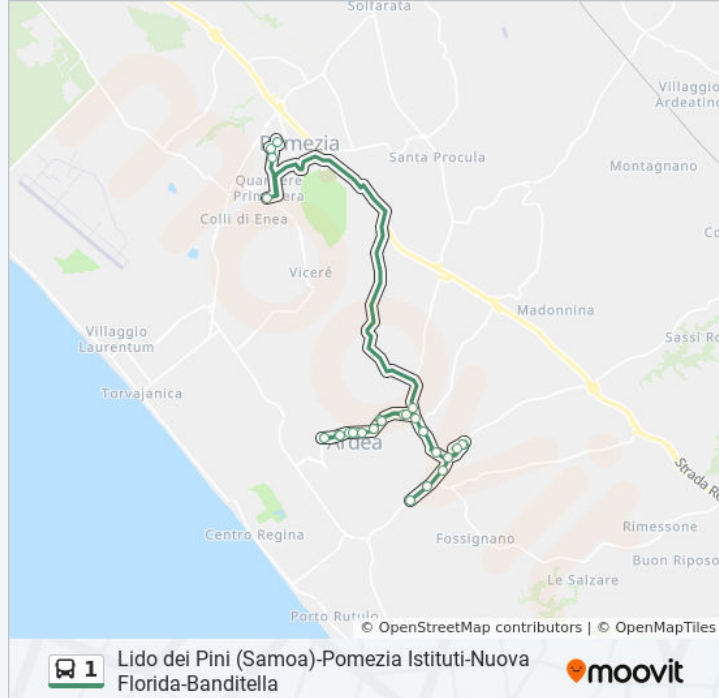 Solfarata
Villaggio
Ardeatino
Pomezia
Santa Procula
Montagnano
Colli di Enea
Viceré
Madonnina
Villaggio
Laurentum
Sassi Ro
Torvajanica
Ardea
Strada Re
Centro Regina
Fossignano
Rimessone
Buon Riposo
Le Salzare
Porto Rutulo
© OpenStreetMap contributors | © OpenMapTiles
1 Lido dei Pini (Samoa)-Pomezia Istituti-Nuova
Florida-Banditella
moovit